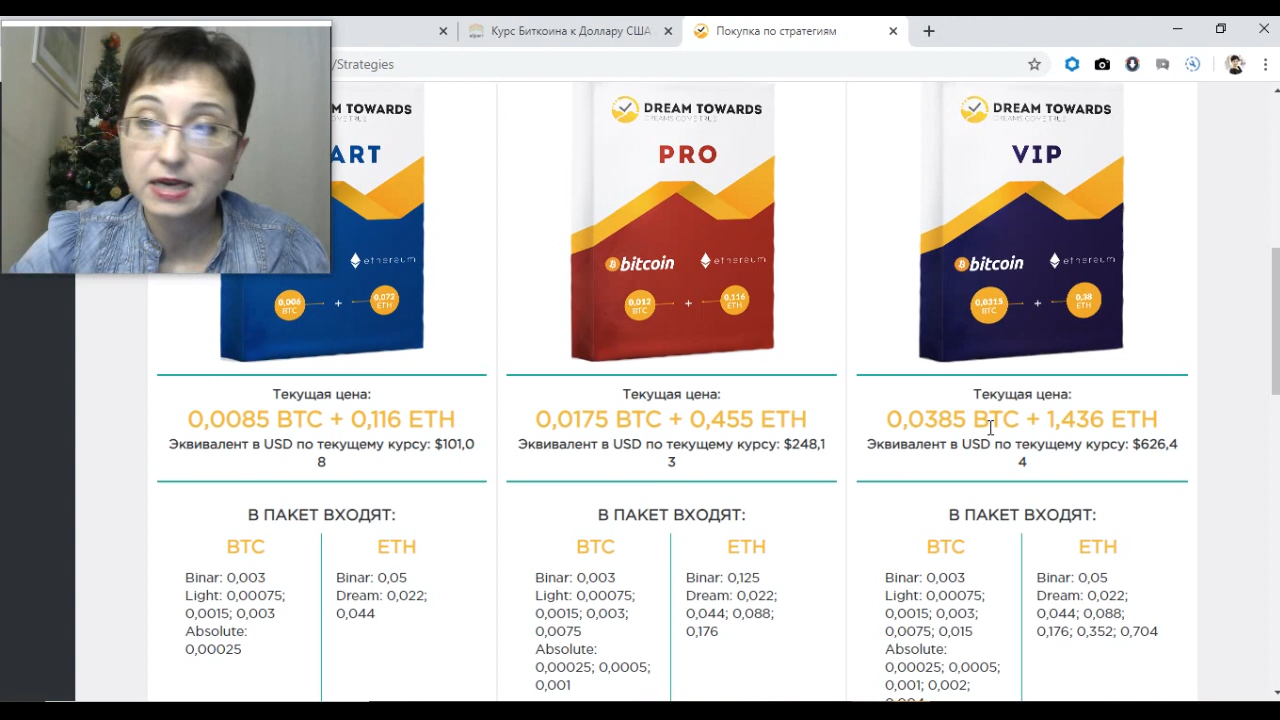 Курс Биткоина к Доллару США
Покупка по стратегиям
/Strategies
M TOWARDS
ART
ethereum
0,006 BTC + 0,072 ETH
DREAM TOWARDS
DREAMS COME TRUE
PRO
bitcoin ethereum
0,012 BTC + 0,116 ETH
DREAM TOWARDS
DREAMS COME TRUE
VIP
bitcoin ethereum
0,0315 BTC + 0,38 ETH
Текущая цена:
0,0085 BTC + 0,116 ETH
Эквивалент в USD по текущему курсу: $101,0
8
Текущая цена:
0,0175 BTC + 0,455 ETH
Эквивалент в USD по текущему курсу: $248,1
3
Текущая цена:
0,0385 BTC + 1,436 ETH
Эквивалент в USD по текущему курсу: $626,4
4
В ПАКЕТ ВХОДЯТ:
BTC
Binar: 0,003
Light: 0,00075;
0,0015; 0,003
Absolute:
0,00025
ETH
Binar: 0,05
Dream: 0,022;
0,044
В ПАКЕТ ВХОДЯТ:
BTC
Binar: 0,003
Light: 0,00075;
0,0015; 0,003;
0,0075
Absolute:
0,00025; 0,0005;
0,001
ETH
Binar: 0,125
Dream: 0,022;
0,044; 0,088;
0,176
В ПАКЕТ ВХОДЯТ:
BTC
Binar: 0,003
Light: 0,00075;
0,0015; 0,003;
0,0075; 0,015
Absolute:
0,00025; 0,0005;
0,001; 0,002;
ETH
Binar: 0,05
Dream: 0,022;
0,044; 0,088;
0,176; 0,352; 0,704